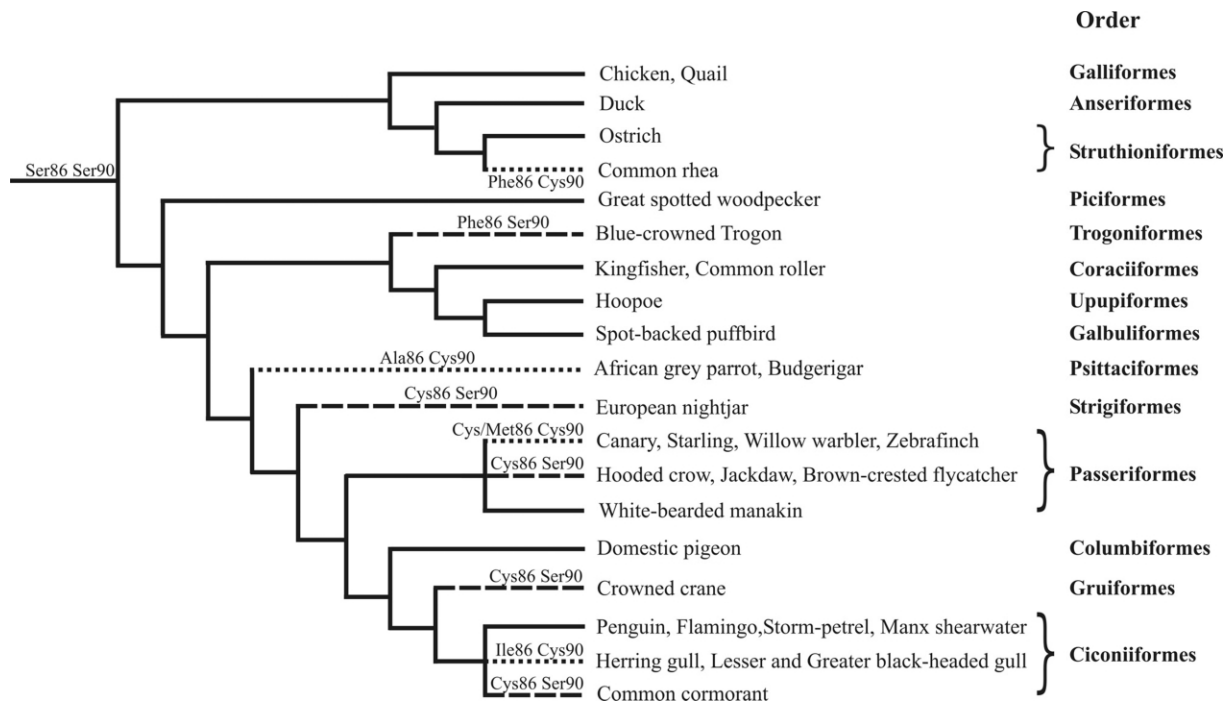 Order
Chicken, Quail Galliformes
Duck Anseriformes
Ostrich
Struthioniformes
Ser86 Ser90
Common rhea
Phe86 Cys90
Great spotted woodpecker Piciformes
Phe86 Ser90
Blue-crowned Trogon Trogoniformes
Kingfisher, Common roller Coraciiformes
Hoopoe Upupiformes
Spot-backed puffbird Galbuliformes
Ala86 Cys90
African grey parrot, Budgerigar Psittaciformes
Cys86 Ser90
European nightjar Strigiformes
Cys/Met86 Cys90
Canary, Starling, Willow warbler, Zebrafinch
Cys86 Ser90
Hooded crow, Jackdaw, Brown-crested flycatcher Passeriformes
White-bearded manakin
Domestic pigeon Columbiformes
Cys86 Ser90
Crowned crane Gruiformes
Penguin, Flamingo,Storm-petrel, Manx shearwater
Ile86 Cys90
Herring gull, Lesser and Greater black-headed gull Ciconiiformes
Cys86 Ser90
Common cormorant